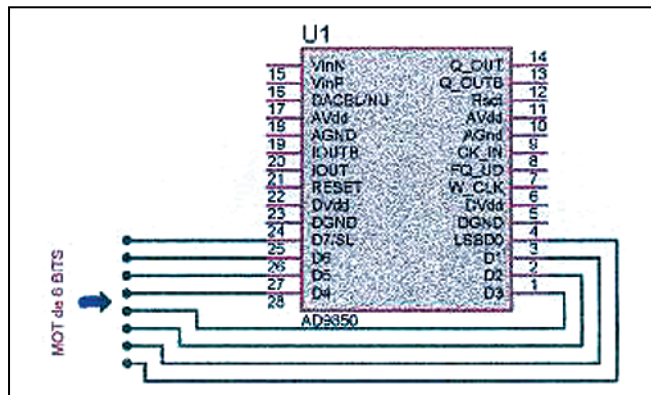 U1
VinN
15
VinP
16
DACBL/NU
17
AVdd
18
AGND
19
IOUTB
20
IOUT
21
RESET
22
DVdd
23
DGND
24
D7/SL
25
D6
26
D5
27
D4
28
Q_OUT
14
Q_OUTB
13
Rset
12
AVdd
11
AGnd
10
CK_IN
9
FQ_UD
8
W_CLK
7
DVdd
6
DGND
5
LSBD0
4
D1
3
D2
2
D3
1
AD9850
MOT de 8 BITS